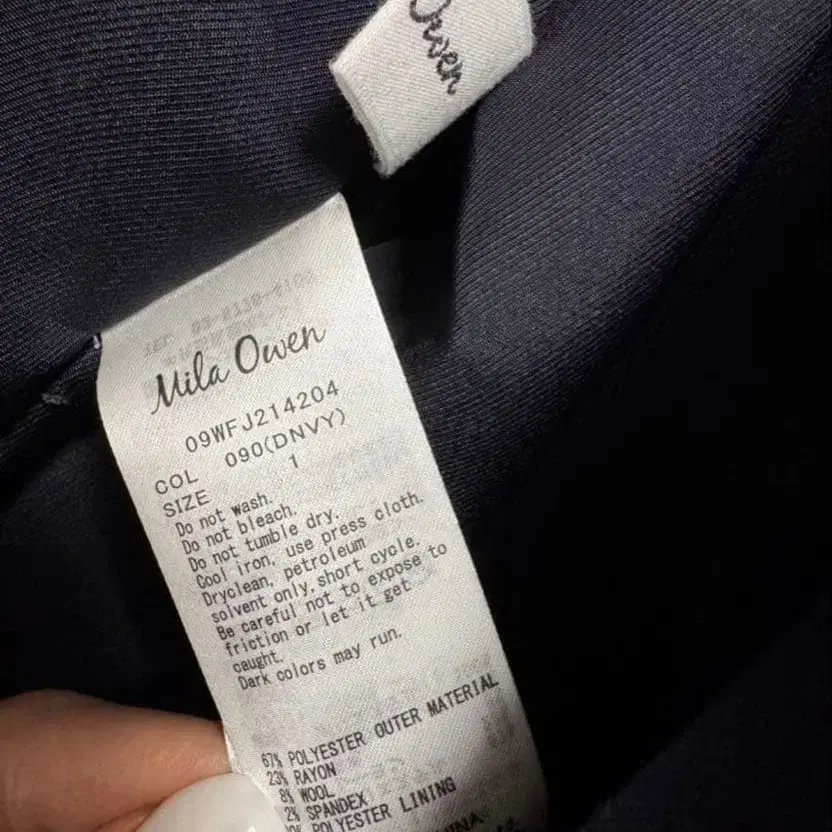 Owen
Mila Owen
09WFJ214204
COL 090(DNVY)
SIZE 1
Do not wash.
Do not bleach.
Do not tumble dry.
Cool iron, use press cloth.
Dryclean, petroleum
solvent only, short cycle.
Be careful not to expose to
friction or let it get
caught.
Dark colors may run.
67% POLYESTER OUTER MATERIAL
23% RAYON
8% WOOL
2% SPANDEX
POLYESTER LINING